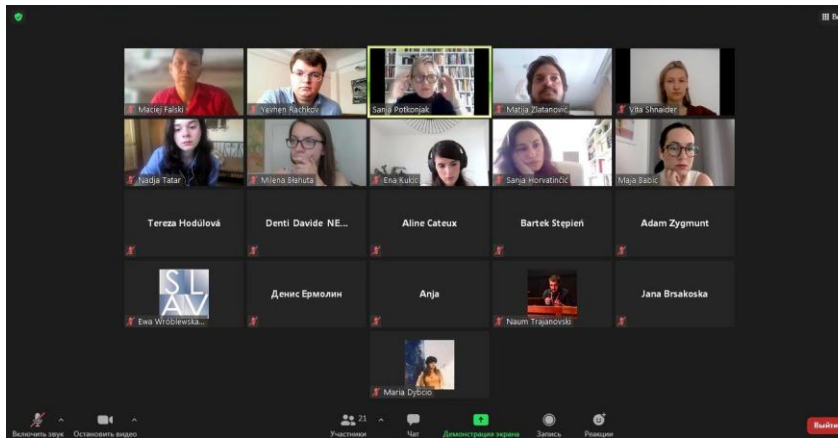 Ви
Maciej Falski
Yevhen Rachkov
Sanja Potkonjak
Matija Zlatanović
Vita Shnaider
Nadja Tatar
Milena Błahuta
Ena Kukić
Sanja Horvatinčić
Maja Babić
Tereza Hodúlová
Denti Davide NE...
Aline Cateux
Bartek Stępień
Adam Zygmunt
SL
AV
Ewa Wróblewska...
Денис Ермолин
Anja
Naum Trajanovski
Jana Brsakoska
Maria Dybcio
21
Включить звук
Остановить видео
Участники
Чат
Демонстрация экрана
Запись
Реакции
Выйти